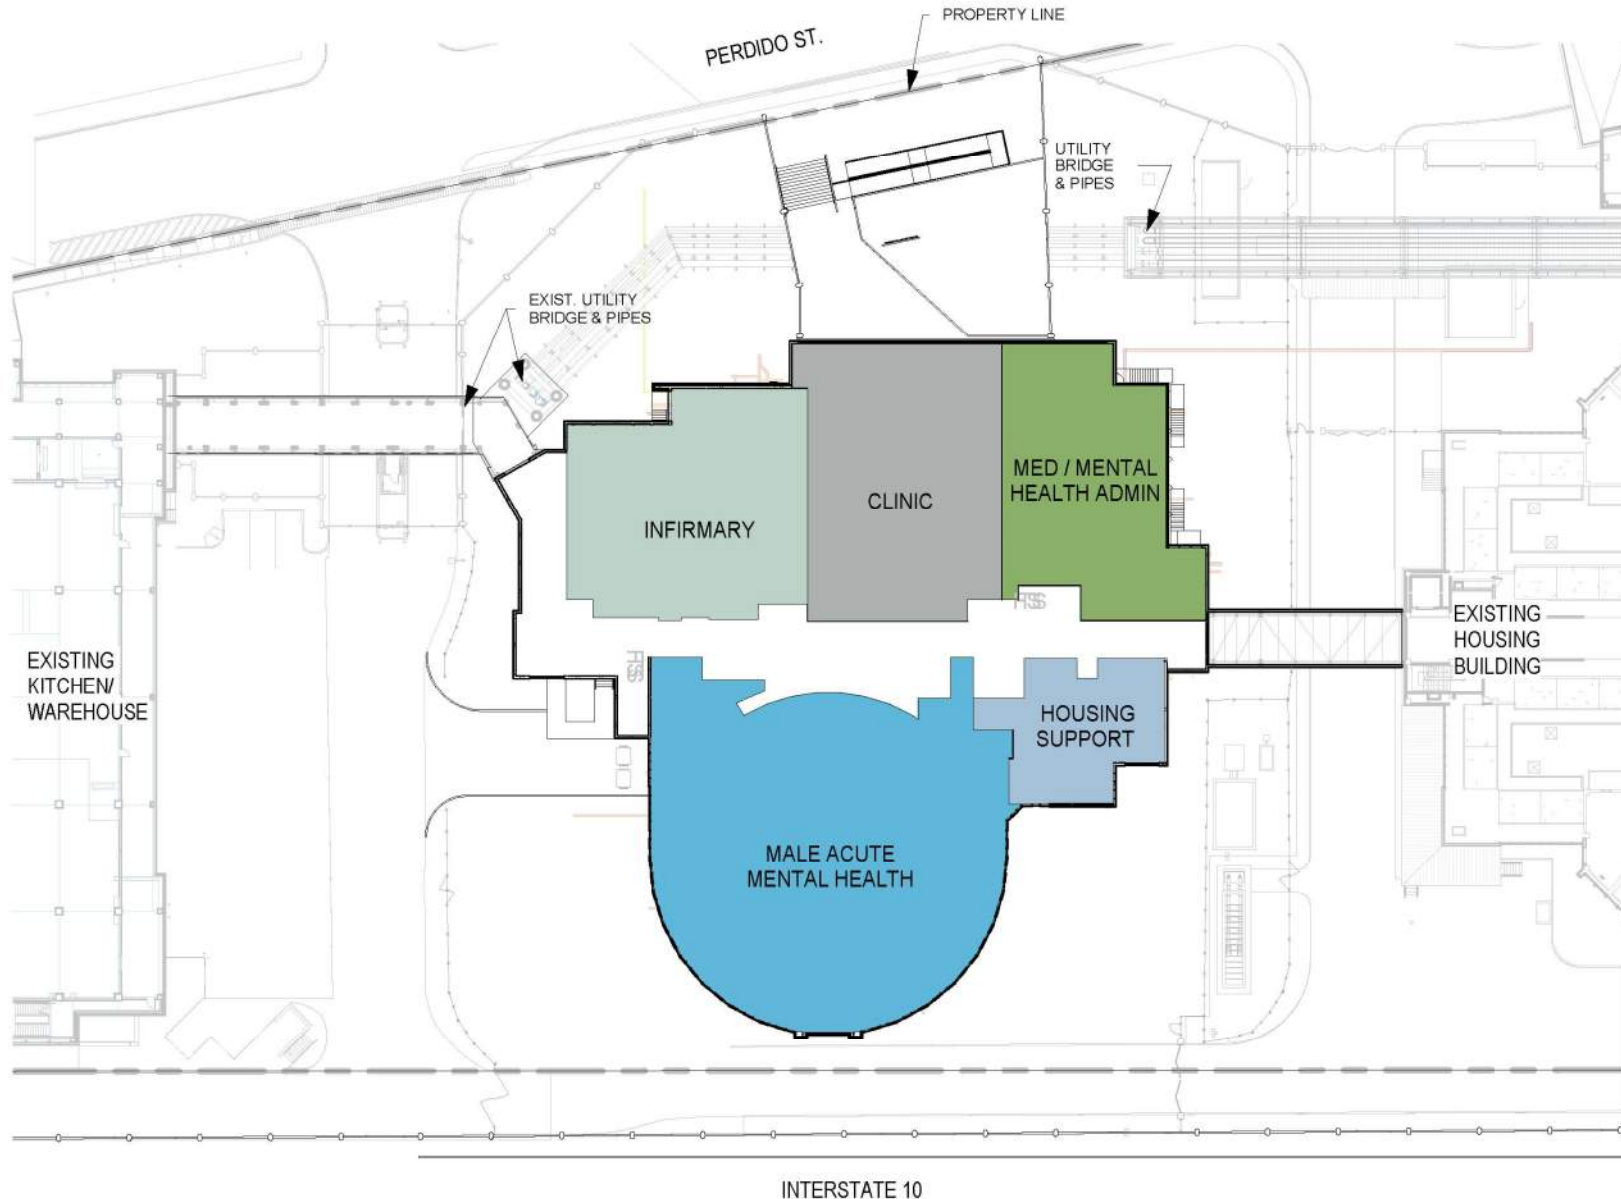 PROPERTY LINE
PERDIDO ST.
UTILITY
BRIDGE
& PIPES
EXIST. UTILITY
BRIDGE & PIPES
MED / MENTAL
HEALTH ADMIN
CLINIC
INFIRMARY
EXISTING
HOUSING
BUILDING
EXISTING
KITCHEN/
WAREHOUSE
HOUSING
SUPPORT
MALE ACUTE
MENTAL HEALTH
INTERSTATE 10